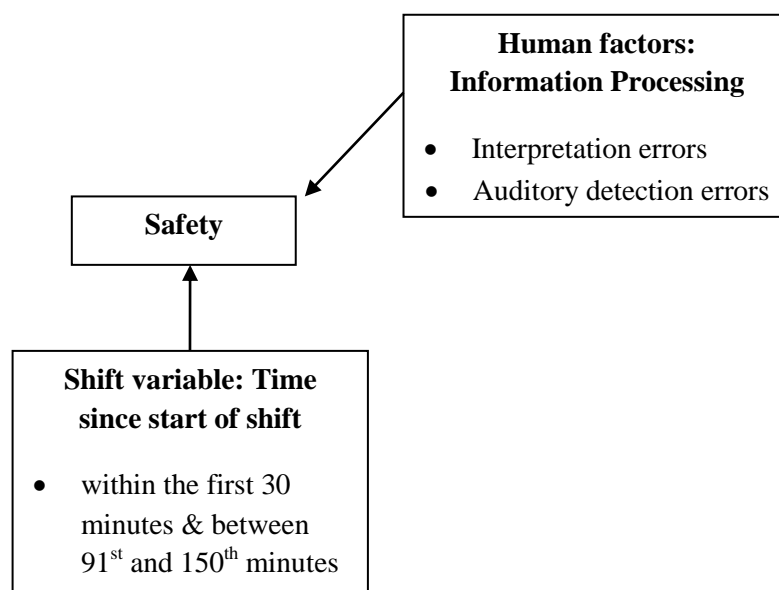 Human factors:
Information Processing
• Interpretation errors
• Auditory detection errors
Safety
Shift variable: Time
since start of shift
• within the first 30
minutes & between
91st and 150th minutes